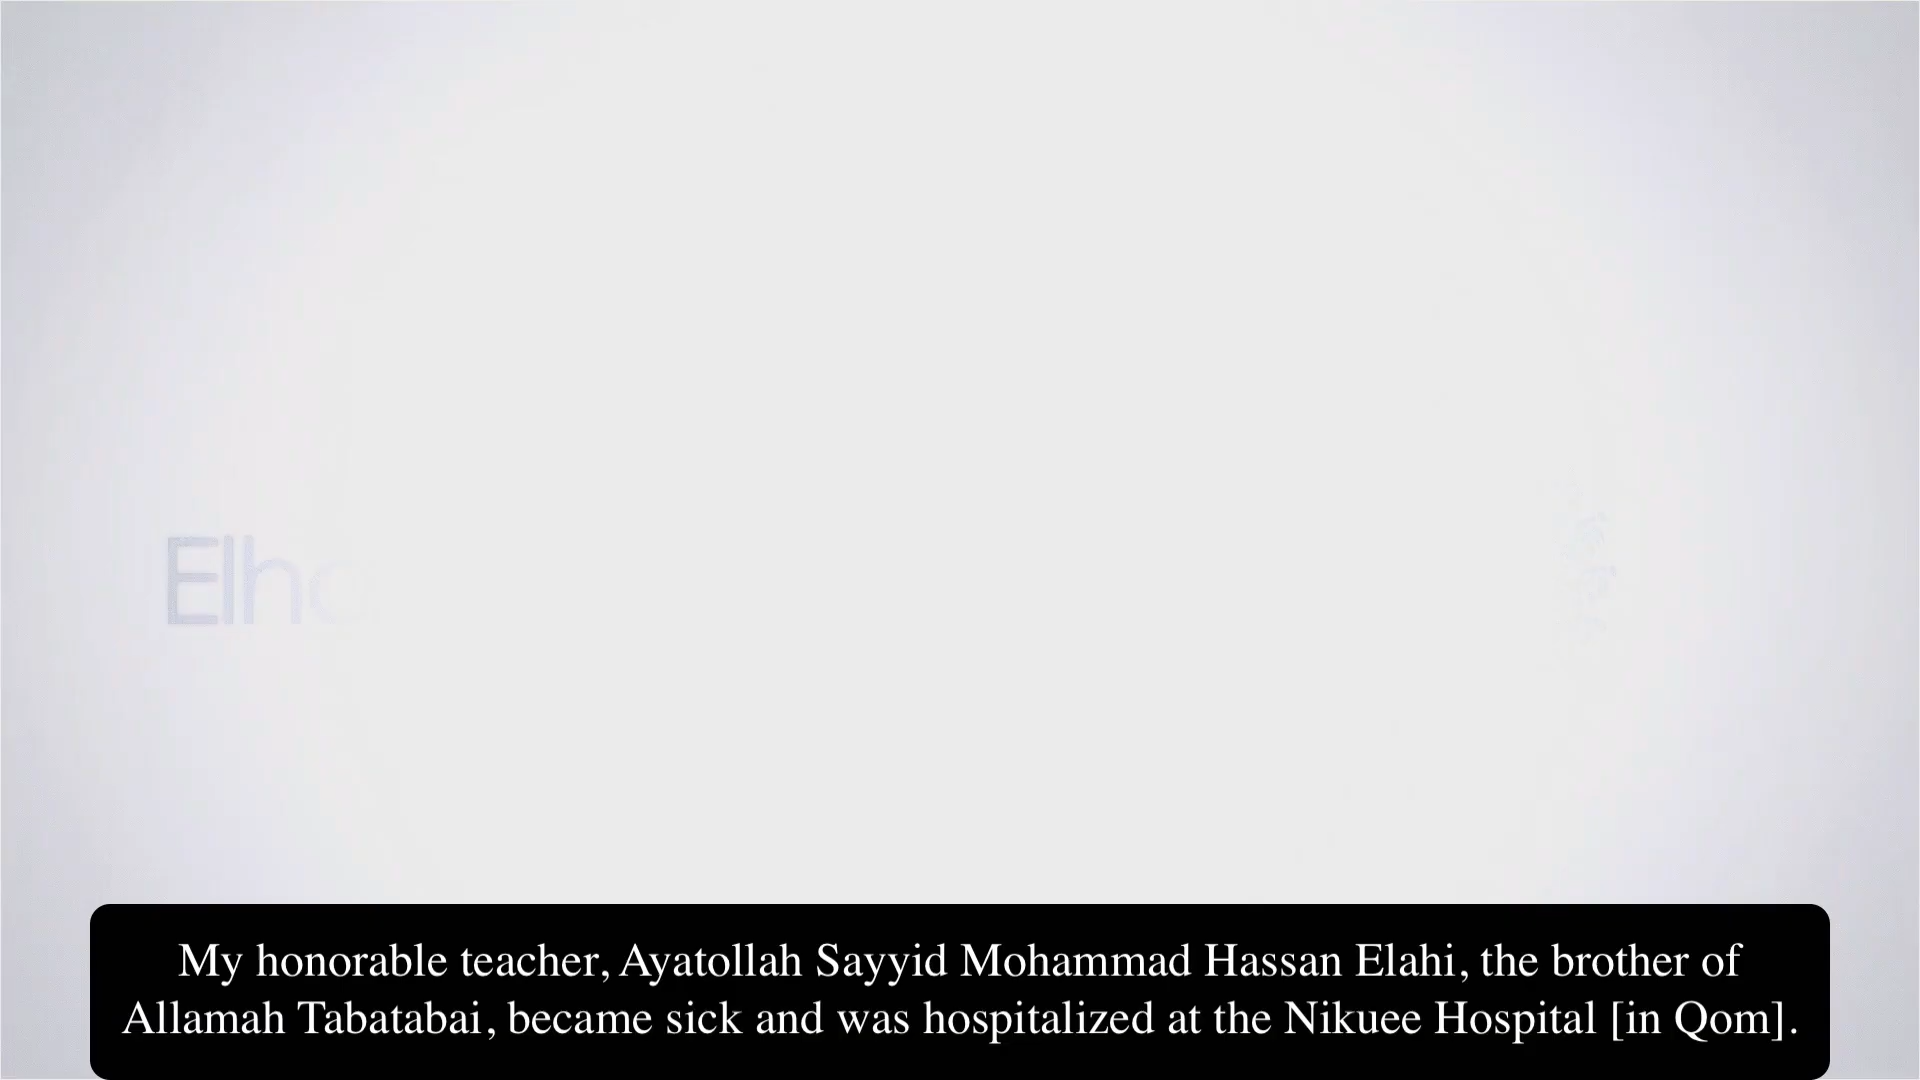 Elh
My honorable teacher, Ayatollah Sayyid Mohammad Hassan Elahi, the brother of
Allamah Tabatabai, became sick and was hospitalized at the Nikuee Hospital [in Qom].